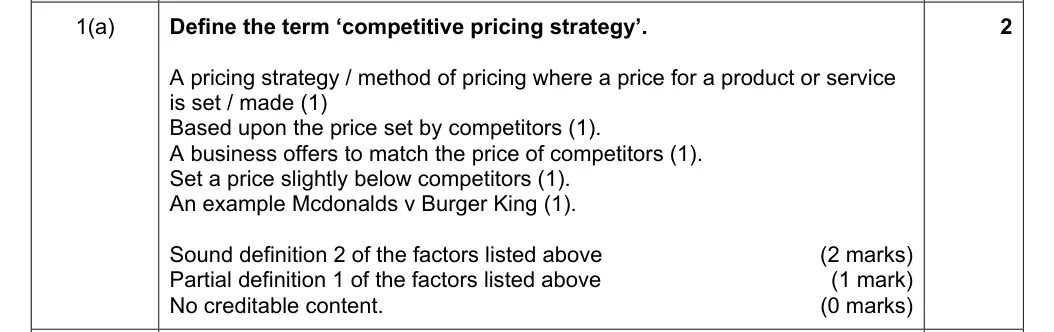 1(a) Define the term ‘competitive pricing strategy’. 2
A pricing strategy / method of pricing where a price for a product or service
is set / made (1)
Based upon the price set by competitors (1).
A business offers to match the price of competitors (1).
Set a price slightly below competitors (1).
An example Mcdonalds v Burger King (1).
Sound definition 2 of the factors listed above (2 marks)
Partial definition 1 of the factors listed above (1 mark)
No creditable content. (0 marks)